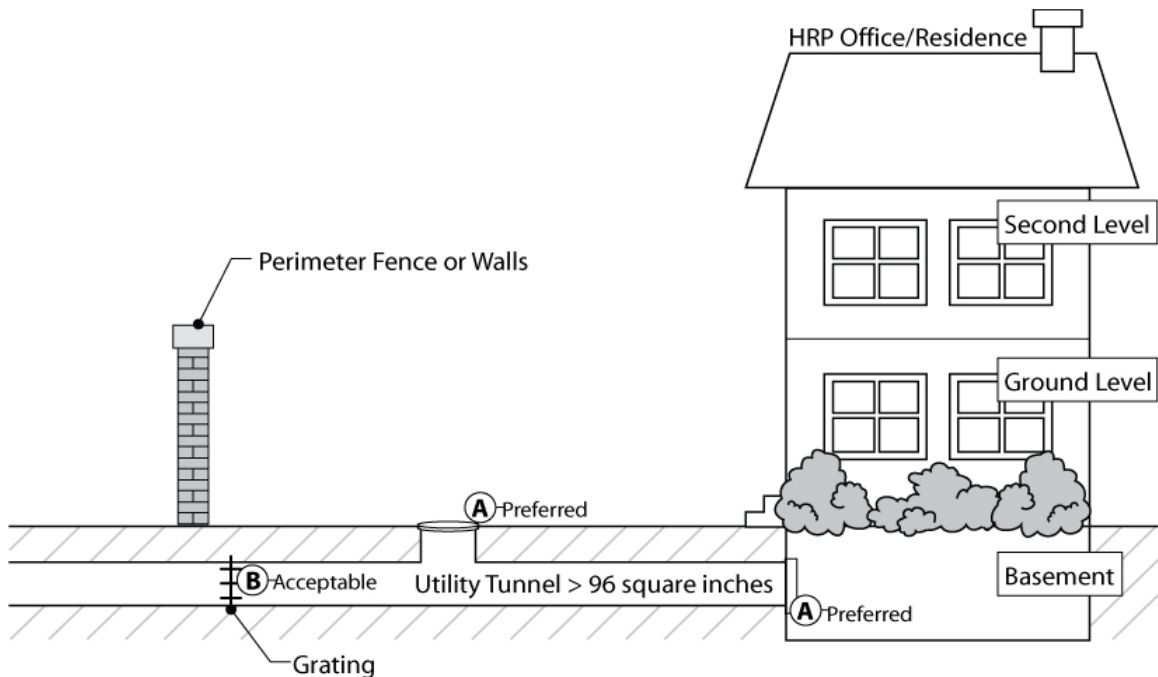 HRP Office/Residence
Second Level
Perimeter Fence or Walls
Ground Level
A Preferred
B Acceptable
Utility Tunnel > 96 square inches
Basement
A Preferred
Grating